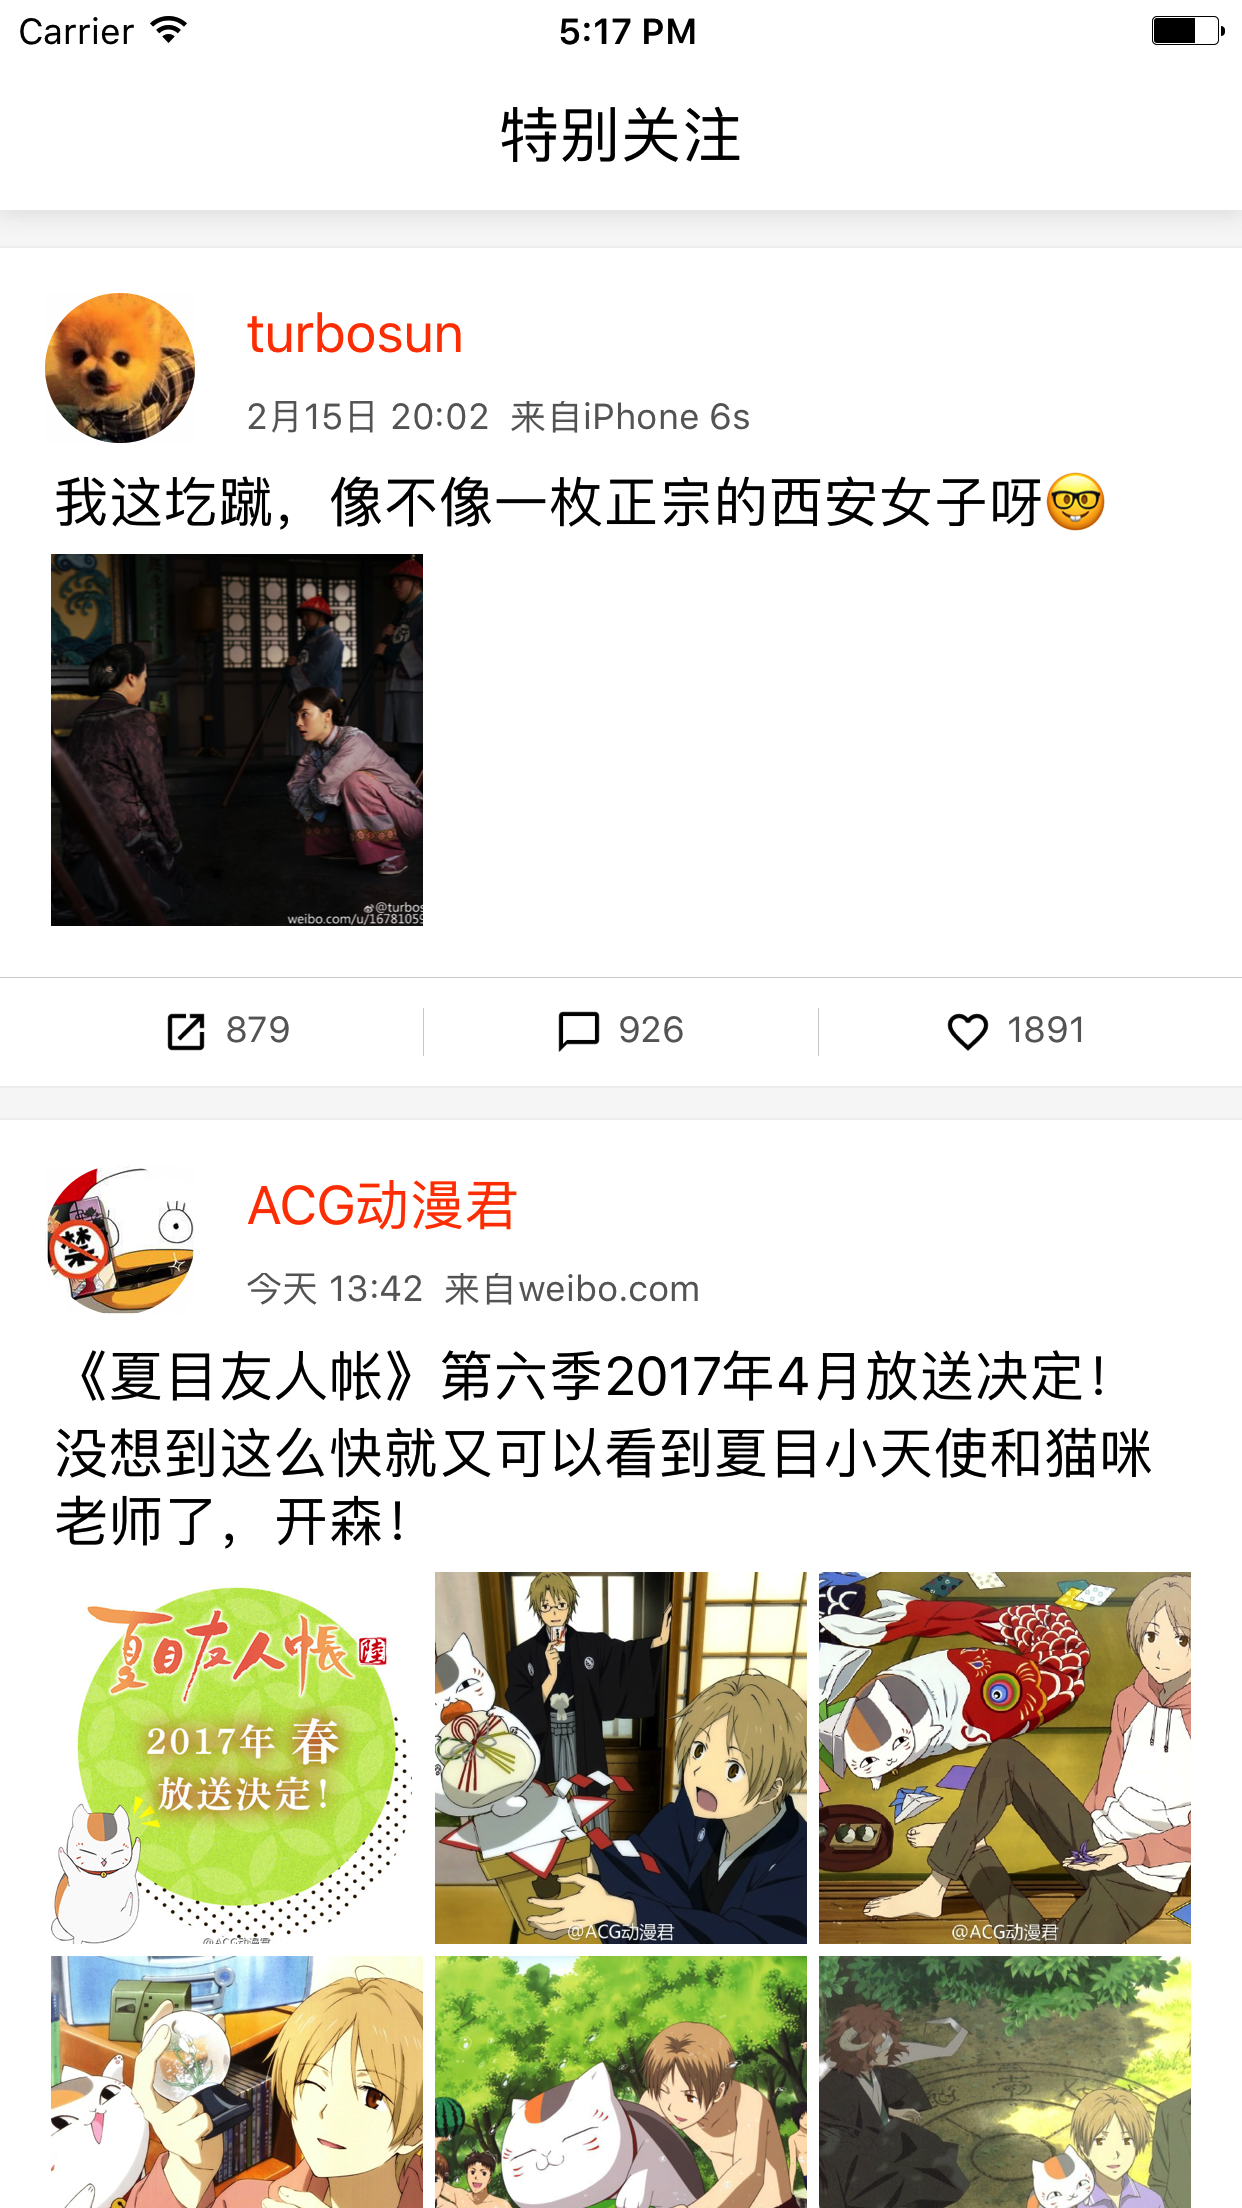 Carrier 5:17 PM
特别关注
turbosun
2月15日 20:02 来自iPhone 6s
我这圪蹴，像不像一枚正宗的西安女子呀🤓
@turbos
weibo.com/u/1678105
879 926 1891
禁
ACG动漫君
今天 13:42 来自weibo.com
《夏目友人帐》第六季2017年4月放送决定！
没想到这么快就又可以看到夏目小天使和猫咪
老师了，开森！
夏目友人帳 陸
2017年 春
放送決定！
@ACG动漫君
@ACG动漫君
@ACG动漫君